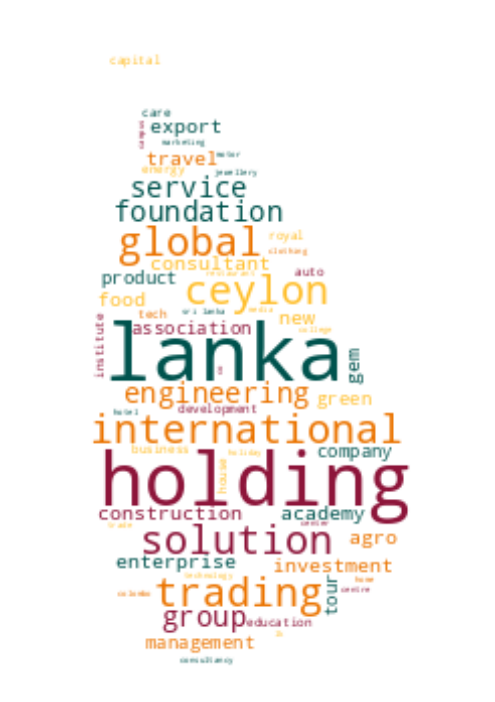 capital
care
export
campus
marketing
travel
motor
energy
jewellery
service
foundation
global
royal
clothing
consultant
restaurant
auto
product
ceylon
food
media
tech
sri lanka
new
institute
association
college
lanka
gem
engineering
green
hotel
development
international
business
holiday
company
house
holding
construction
academy
center
trade
solution
agro
enterprise
investment
technology
home
tour
trading
colombo
centre
group
education
management
consultancy